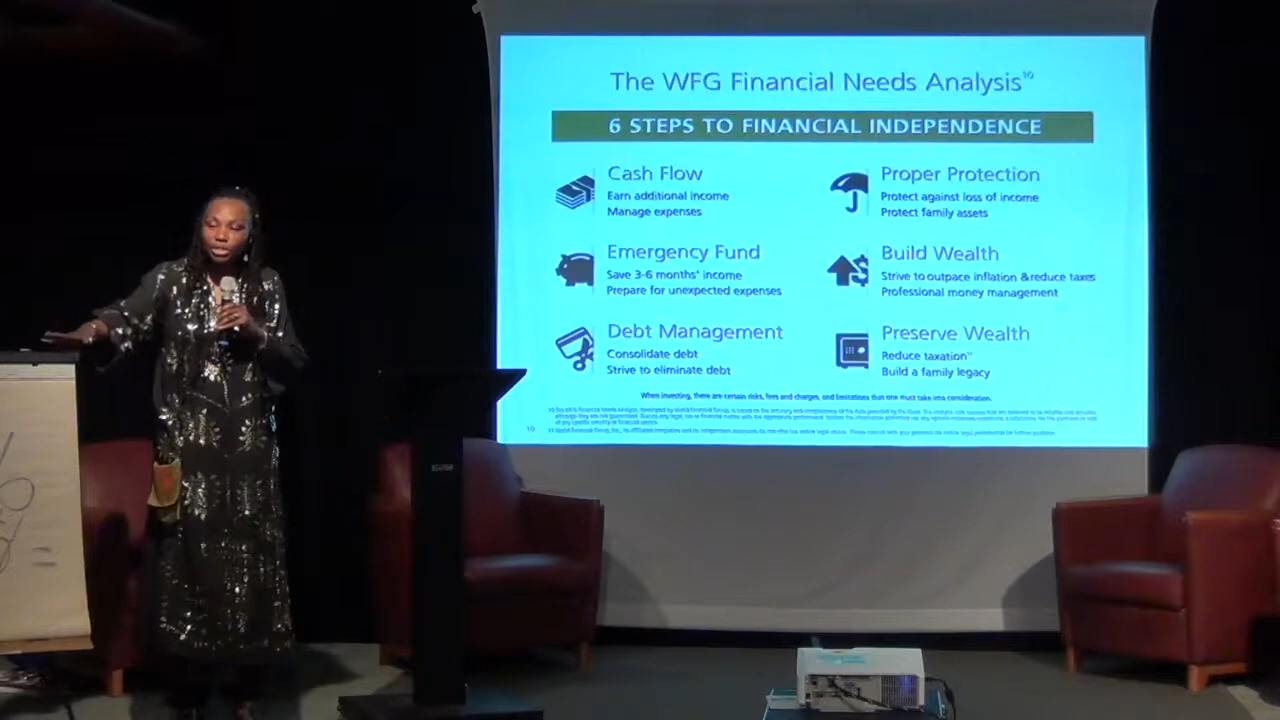 The WFG Financial Needs Analysis¹⁰
6 STEPS TO FINANCIAL INDEPENDENCE
Cash Flow
Earn additional income
Manage expenses
Emergency Fund
Save 3-6 months' income
Prepare for unexpected expenses
Debt Management
Consolidate debt
Strive to eliminate debt
Proper Protection
Protect against loss of income
Protect family assets
Build Wealth
Strive to outpace inflation & reduce taxes
Professional money management
Preserve Wealth
Reduce taxation¹¹
Build a family legacy
When investing, there are certain risks, fees and charges, and limitations that one must take into consideration.
10